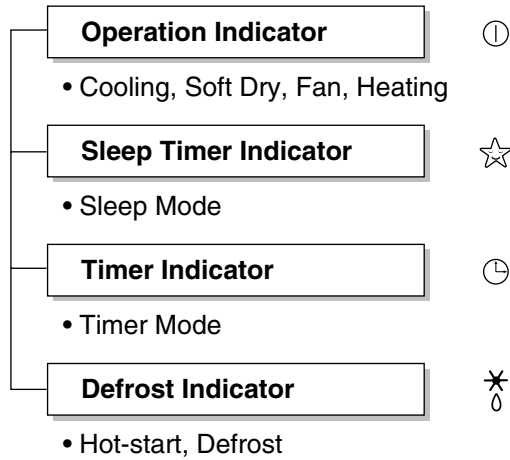 Operation Indicator
• Cooling, Soft Dry, Fan, Heating
Sleep Timer Indicator
• Sleep Mode
Timer Indicator
• Timer Mode
Defrost Indicator
• Hot-start, Defrost